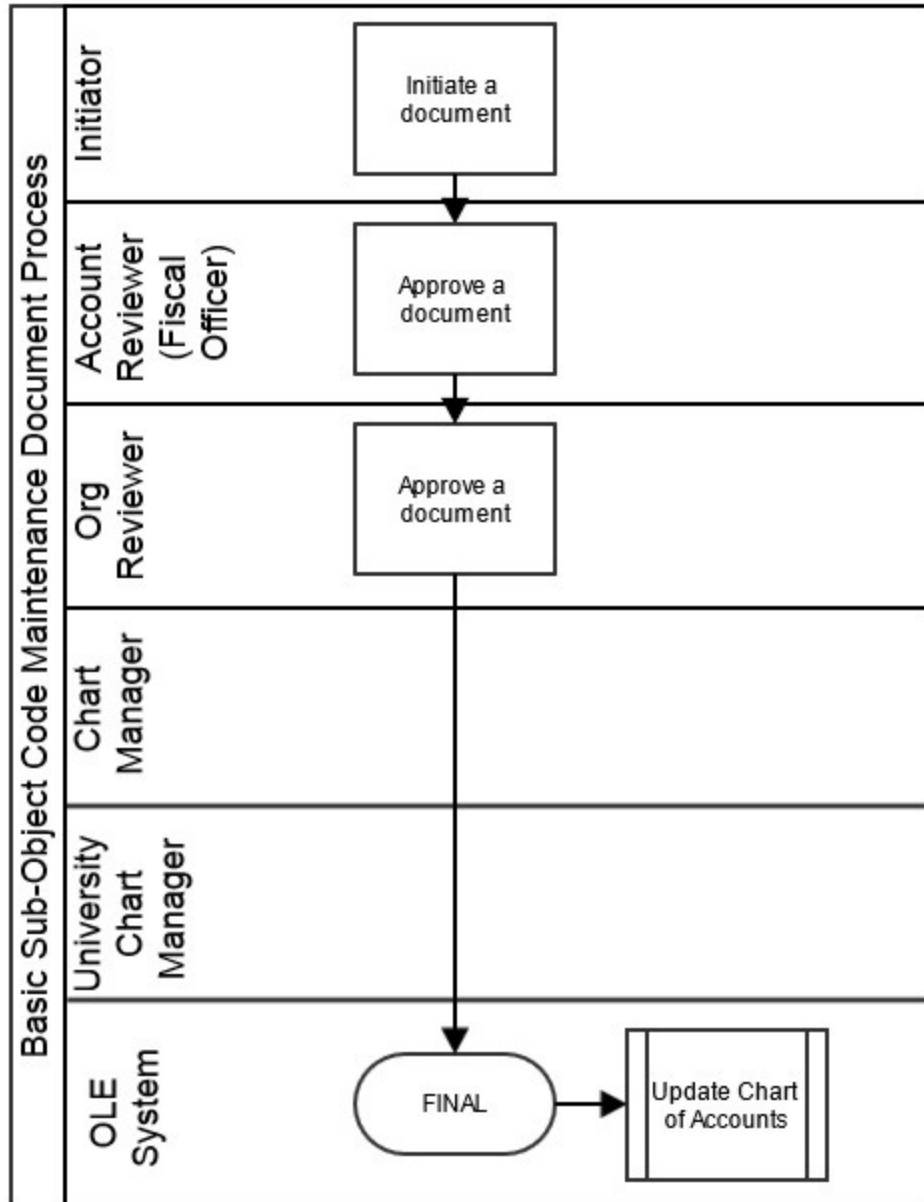 Basic Sub-Object Code Maintenance Document Process
Initiator
Initiate a
document
Account
Reviewer
(Fiscal
Officer)
Approve a
document
Org
Reviewer
Approve a
document
Chart
Manager
University
Chart
Manager
OLE
System
FINAL
Update Chart
of Accounts